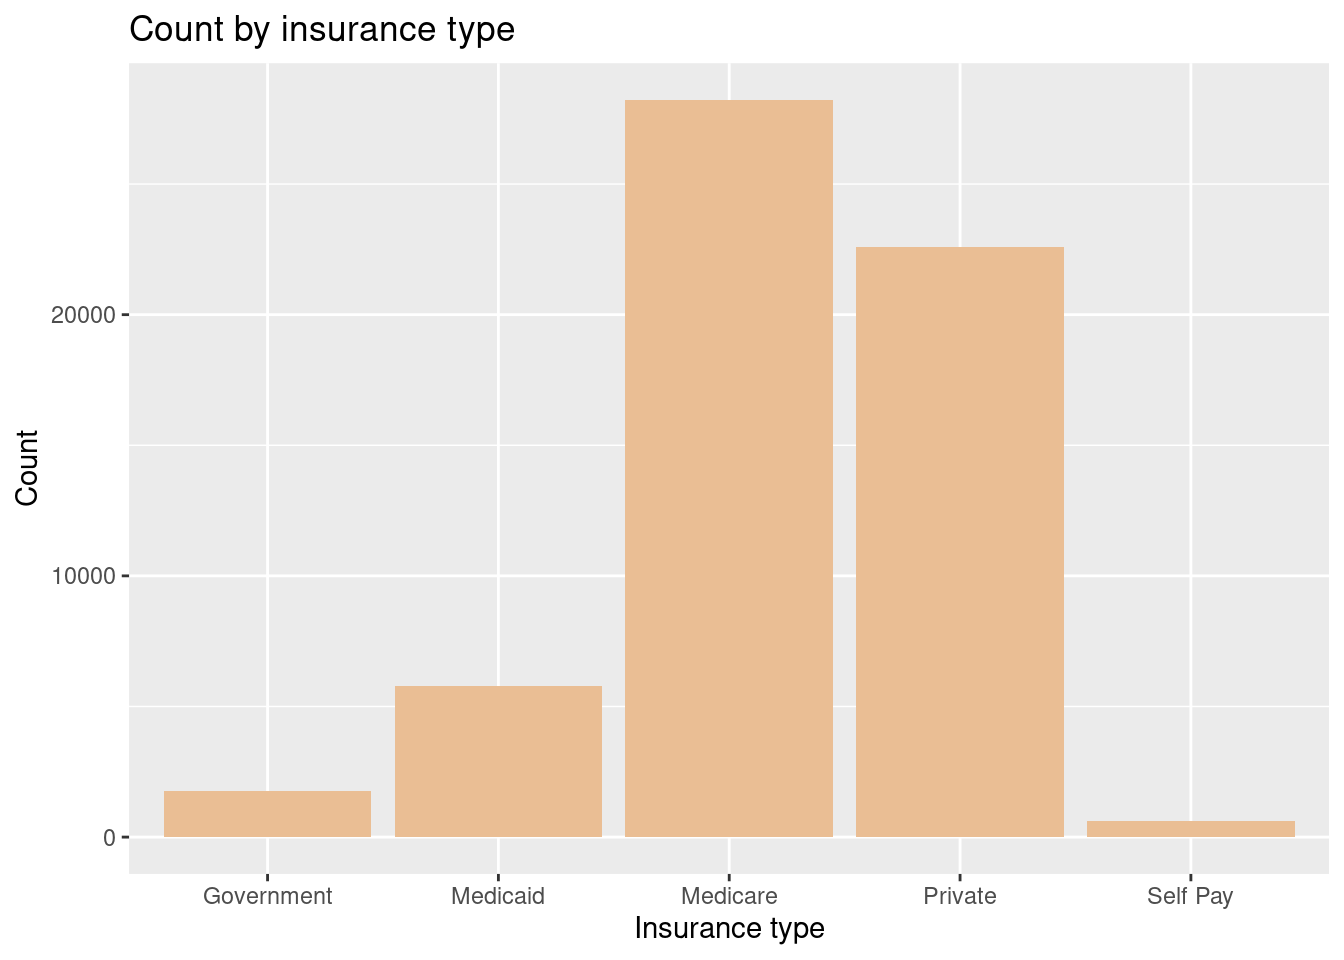 Count by insurance type
Count
20000
10000
0
Government
Medicaid
Medicare
Private
Self Pay
Insurance type